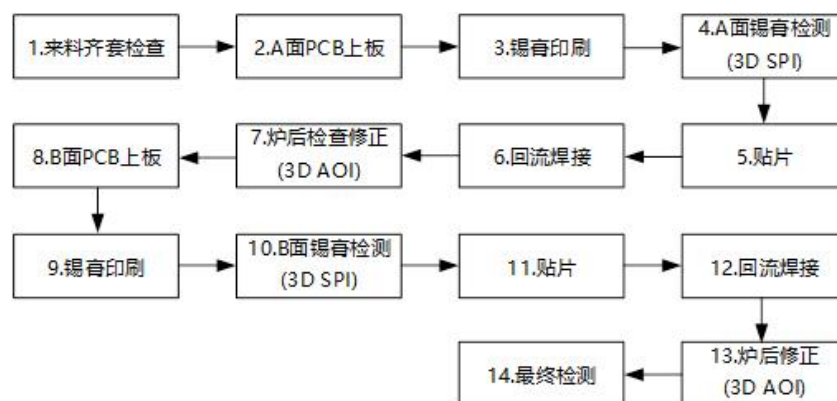 1.来料齐套检查
2.A面PCB上板
3.锡膏印刷
4.A面锡膏检测
(3D SPI)
5.贴片
6.回流焊接
7.炉后检查修正
(3D AOI)
8.B面PCB上板
9.锡膏印刷
10.B面锡膏检测
(3D SPI)
11.贴片
12.回流焊接
13.炉后修正
(3D AOI)
14.最终检测